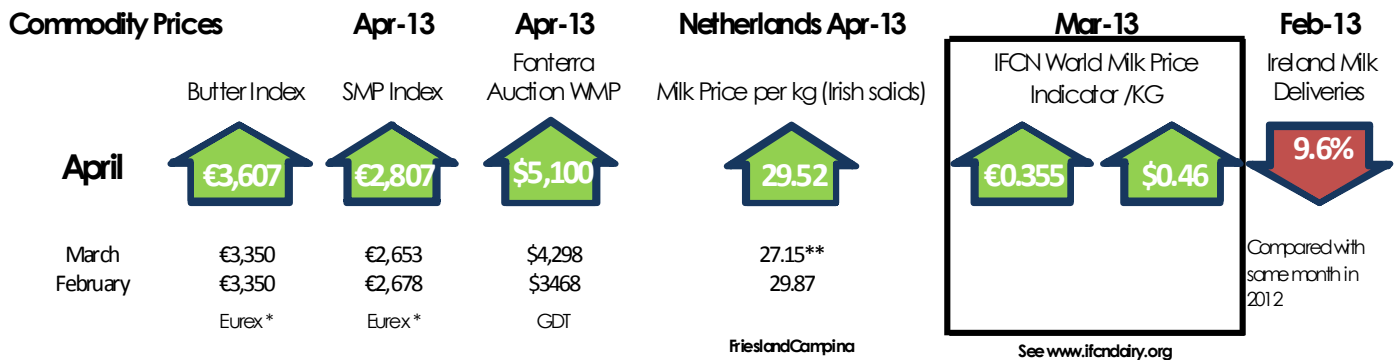 Commodity Prices Apr-13 Apr-13 Netherlands Apr-13 Mar-13 Feb-13
Butter Index SMP Index Fonterra Auction WMP Milk Price per kg (Irish solids) IFCN World Milk Price Indicator /KG Ireland Milk Deliveries
April €3,607 €2,807 $5,100 29.52 €0.355 $0.46 9.6%
March €3,350 €2,653 $4,298 27.15**
February €3,350 €2,678 $3468 29.87
Compared with
same month in
2012
Eurex * Eurex * GDT
FrieslandCampina See www.ifcndairy.org